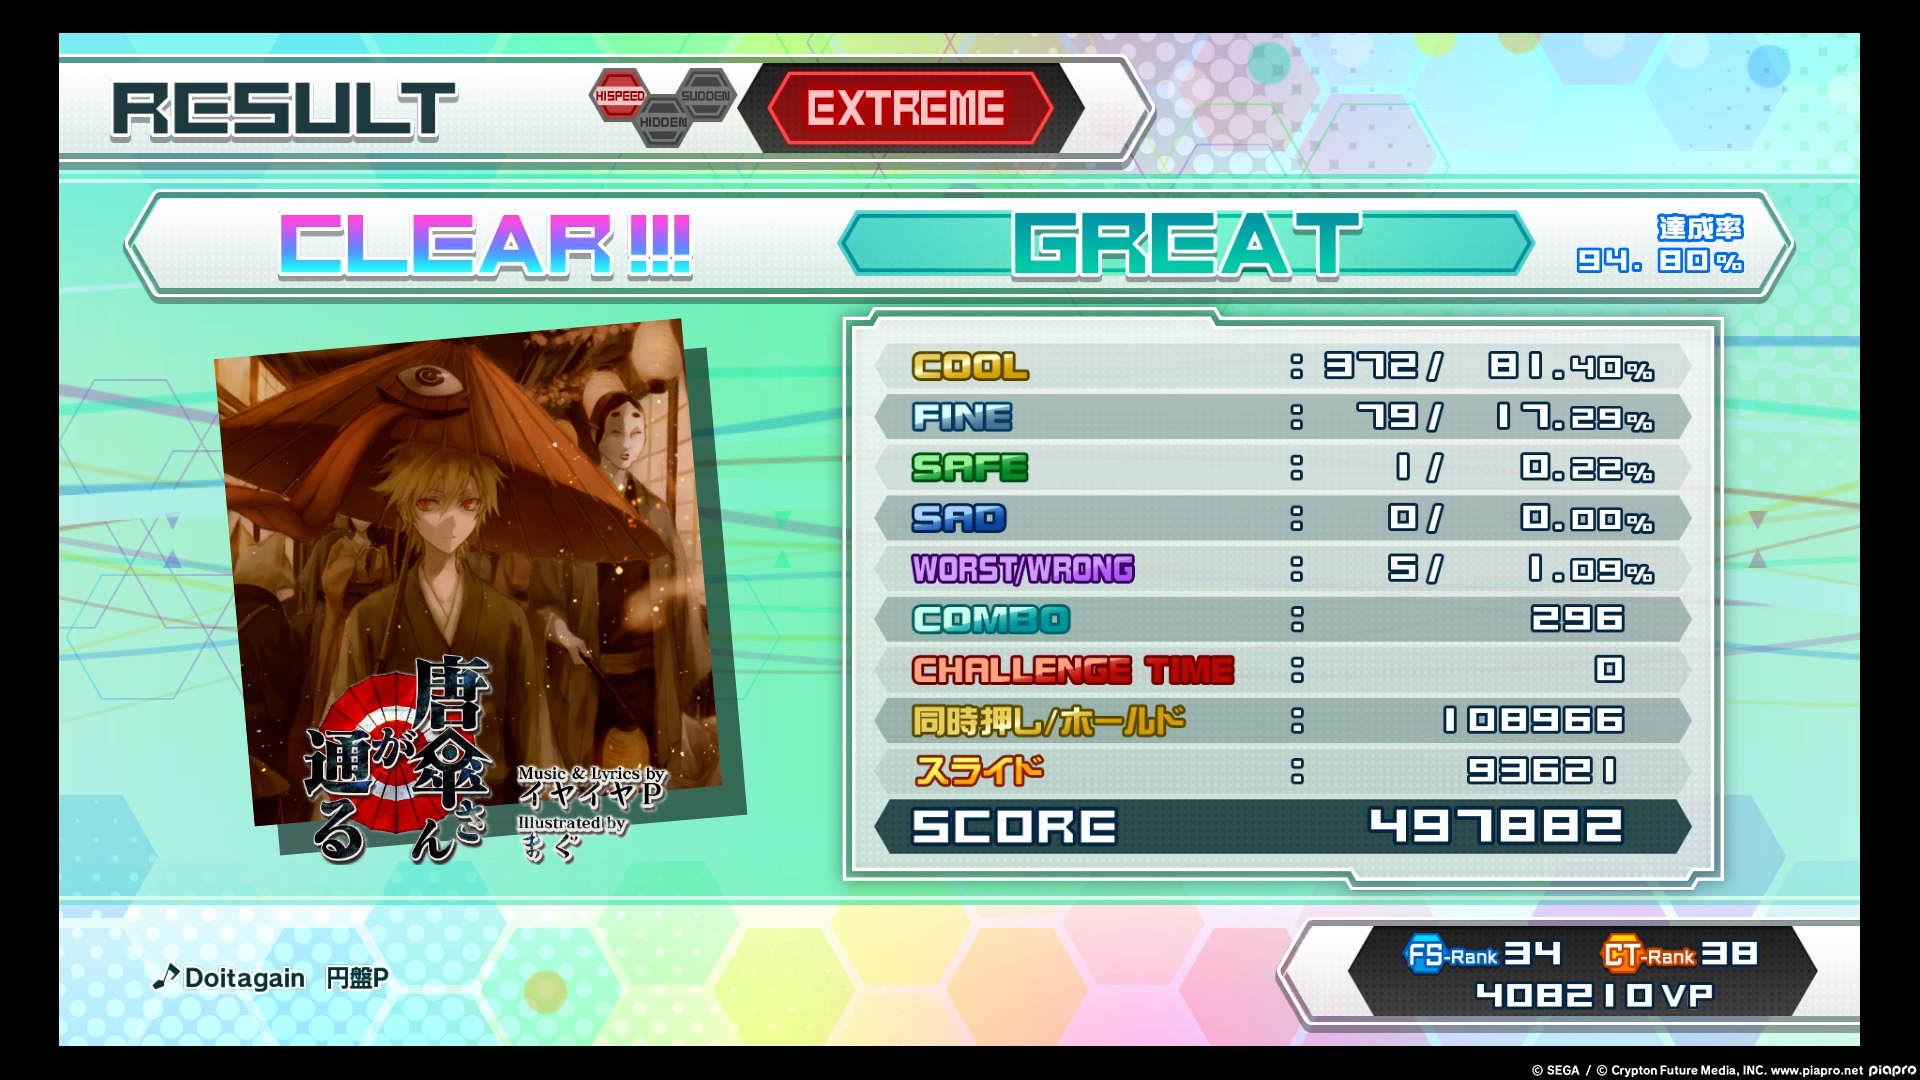 RESULT
HISPEED
HIDDEN
SUDDEN
EXTREME
CLEAR!!!
GREAT
達成率
94.80%
COOL : 372/ 81.40%
FINE : 79/ 17.29%
SAFE : 1/ 0.22%
SAD : 0/ 0.00%
WORST/WRONG : 5/ 1.09%
COMBO : 296
CHALLENGE TIME : 0
同時押し/ホールド : 108966
スライド : 93621
SCORE 497882
唐傘さん
が
通る
Music & Lyrics by
イヤイヤP
Illustrated by
まぐ
♪Doitagain 円盤P
FS-Rank 34 CT-Rank 38
408210VP
© SEGA / © Crypton Future Media, INC. www.piapro.net piapro